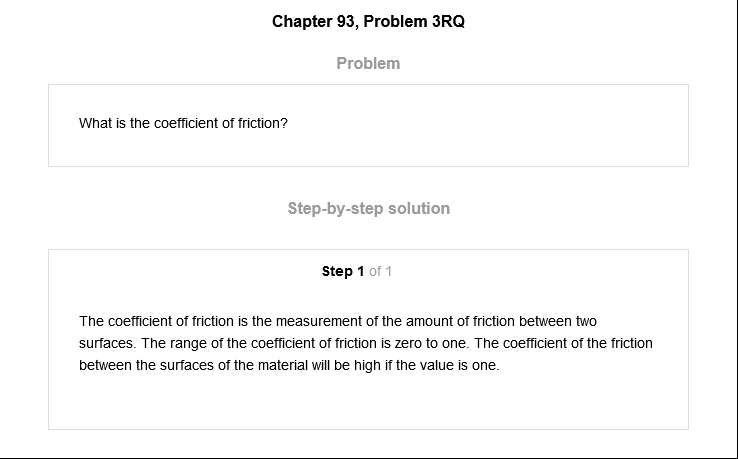 Chapter 93, Problem 3RQ
Problem
What is the coefficient of friction?
Step-by-step solution
Step 1 of 1
The coefficient of friction is the measurement of the amount of friction between two
surfaces. The range of the coefficient of friction is zero to one. The coefficient of the friction
between the surfaces of the material will be high if the value is one.